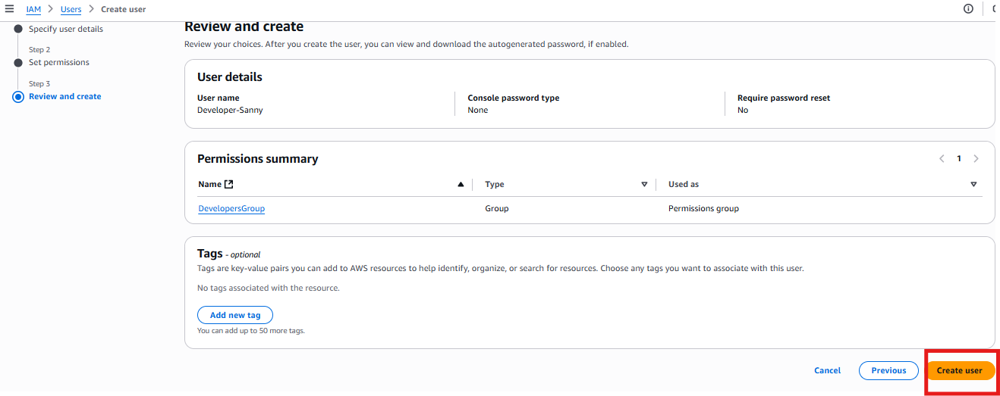 IAM > Users > Create user
Specify user details
Step 2
Set permissions
Step 3
Review and create
Review and create
Review your choices. After you create the user, you can view and download the autogenerated password, if enabled.
User details
User name
Developer-Sanny
Console password type
None
Require password reset
No
Permissions summary
1
Name
Type
Used as
DevelopersGroup
Group
Permissions group
Tags - optional
Tags are key-value pairs you can add to AWS resources to help identify, organize, or search for resources. Choose any tags you want to associate with this user.
No tags associated with the resource.
Add new tag
You can add up to 50 more tags.
Cancel
Previous
Create user